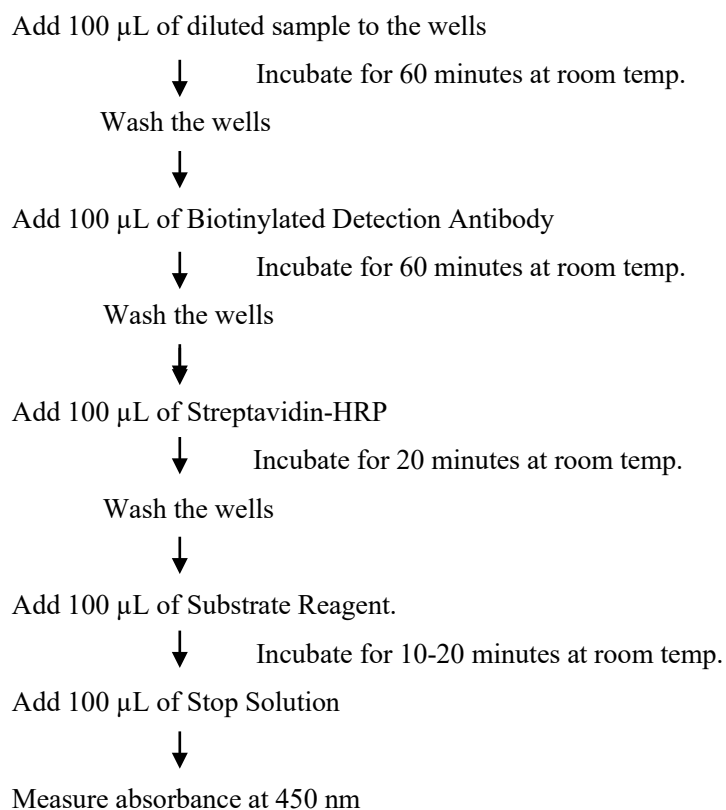 Add 100 µL of diluted sample to the wells
Incubate for 60 minutes at room temp.
Wash the wells
Add 100 µL of Biotinylated Detection Antibody
Incubate for 60 minutes at room temp.
Wash the wells
Add 100 µL of Streptavidin-HRP
Incubate for 20 minutes at room temp.
Wash the wells
Add 100 µL of Substrate Reagent.
Incubate for 10-20 minutes at room temp.
Add 100 µL of Stop Solution
Measure absorbance at 450 nm